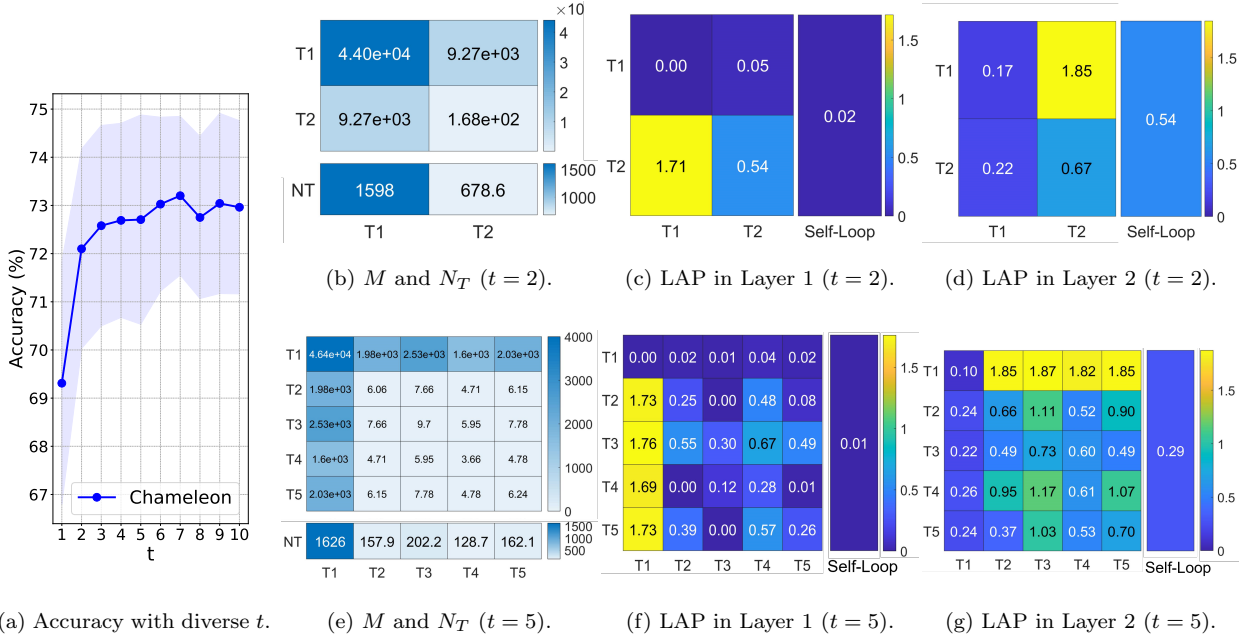 75
74
73
72
71
70
69
68
67
Accuracy (%)
Chameleon
1 2 3 4 5 6 7 8 9 10
t
(a) Accuracy with diverse t.
×10
T1 4.40e+04 9.27e+03
T2 9.27e+03 1.68e+02
NT 1598 678.6
T1 T2
4
3
2
1
1500
1000
(b) M and N_T (t = 2).
T1 0.00 0.05
T2 1.71 0.54
0.02
T1 T2 Self-Loop
1.5
1
0.5
0
(c) LAP in Layer 1 (t = 2).
T1 0.17 1.85
T2 0.22 0.67
0.54
T1 T2 Self-Loop
1.5
1
0.5
0
(d) LAP in Layer 2 (t = 2).
T1 4.64e+04 1.98e+03 2.53e+03 1.6e+03 2.03e+03
T2 1.98e+03 6.06 7.66 4.71 6.15
T3 2.53e+03 7.66 9.7 5.95 7.78
T4 1.6e+03 4.71 5.95 3.66 4.78
T5 2.03e+03 6.15 7.78 4.78 6.24
NT 1626 157.9 202.2 128.7 162.1
T1 T2 T3 T4 T5
4000
3000
2000
1000
0
1500
1000
500
(e) M and N_T (t = 5).
T1 0.00 0.02 0.01 0.04 0.02
T2 1.73 0.25 0.00 0.48 0.08
T3 1.76 0.55 0.30 0.67 0.49
T4 1.69 0.00 0.12 0.28 0.01
T5 1.73 0.39 0.00 0.57 0.26
0.01
T1 T2 T3 T4 T5 Self-Loop
1.5
1
0.5
0
(f) LAP in Layer 1 (t = 5).
T1 0.10 1.85 1.87 1.82 1.85
T2 0.24 0.66 1.11 0.52 0.90
T3 0.22 0.49 0.73 0.60 0.49
T4 0.26 0.95 1.17 0.61 1.07
T5 0.24 0.37 1.03 0.53 0.70
0.29
T1 T2 T3 T4 T5 Self-Loop
1.5
1
0.5
0
(g) LAP in Layer 2 (t = 5).